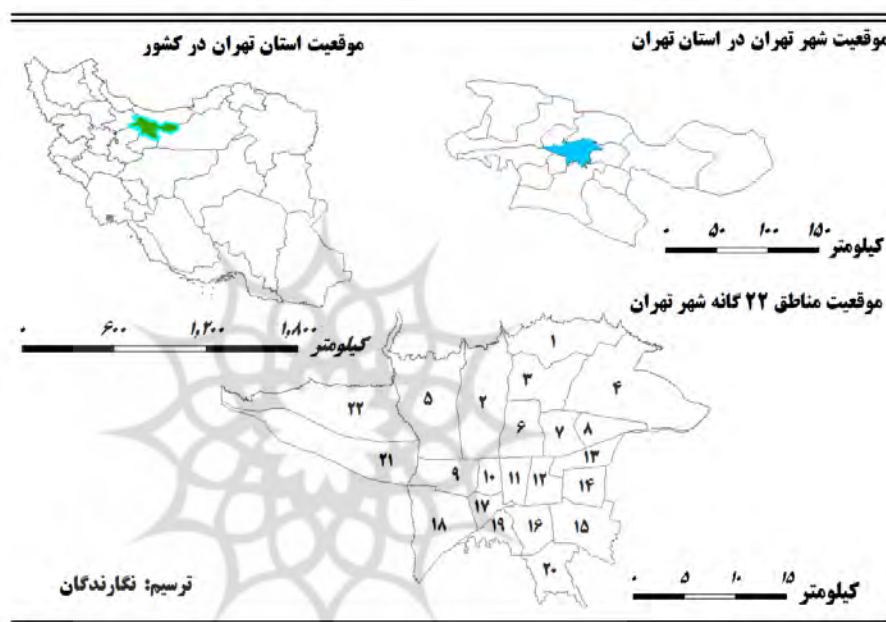 موقعیت شهر تهران در استان تهران
موقعیت استان تهران در کشور
۰ ۵۰ ۱۰۰ ۱۵۰
کیلومتر
موقعیت مناطق ۲۲ گانه شهر تهران
۰ ۶۰۰ ۱,۲۰۰ ۱,۸۰۰
کیلومتر
۱
۳
۴
۲۲
۵
۲
۶
۷
۸
۲۱
۹
۱۰
۱۱
۱۲
۱۳
۱۴
۱۷
۱۸
۱۹
۱۶
۱۵
۲۰
ترسیم: نگارندگان
۰ ۵ ۱۰ ۱۵
کیلومتر